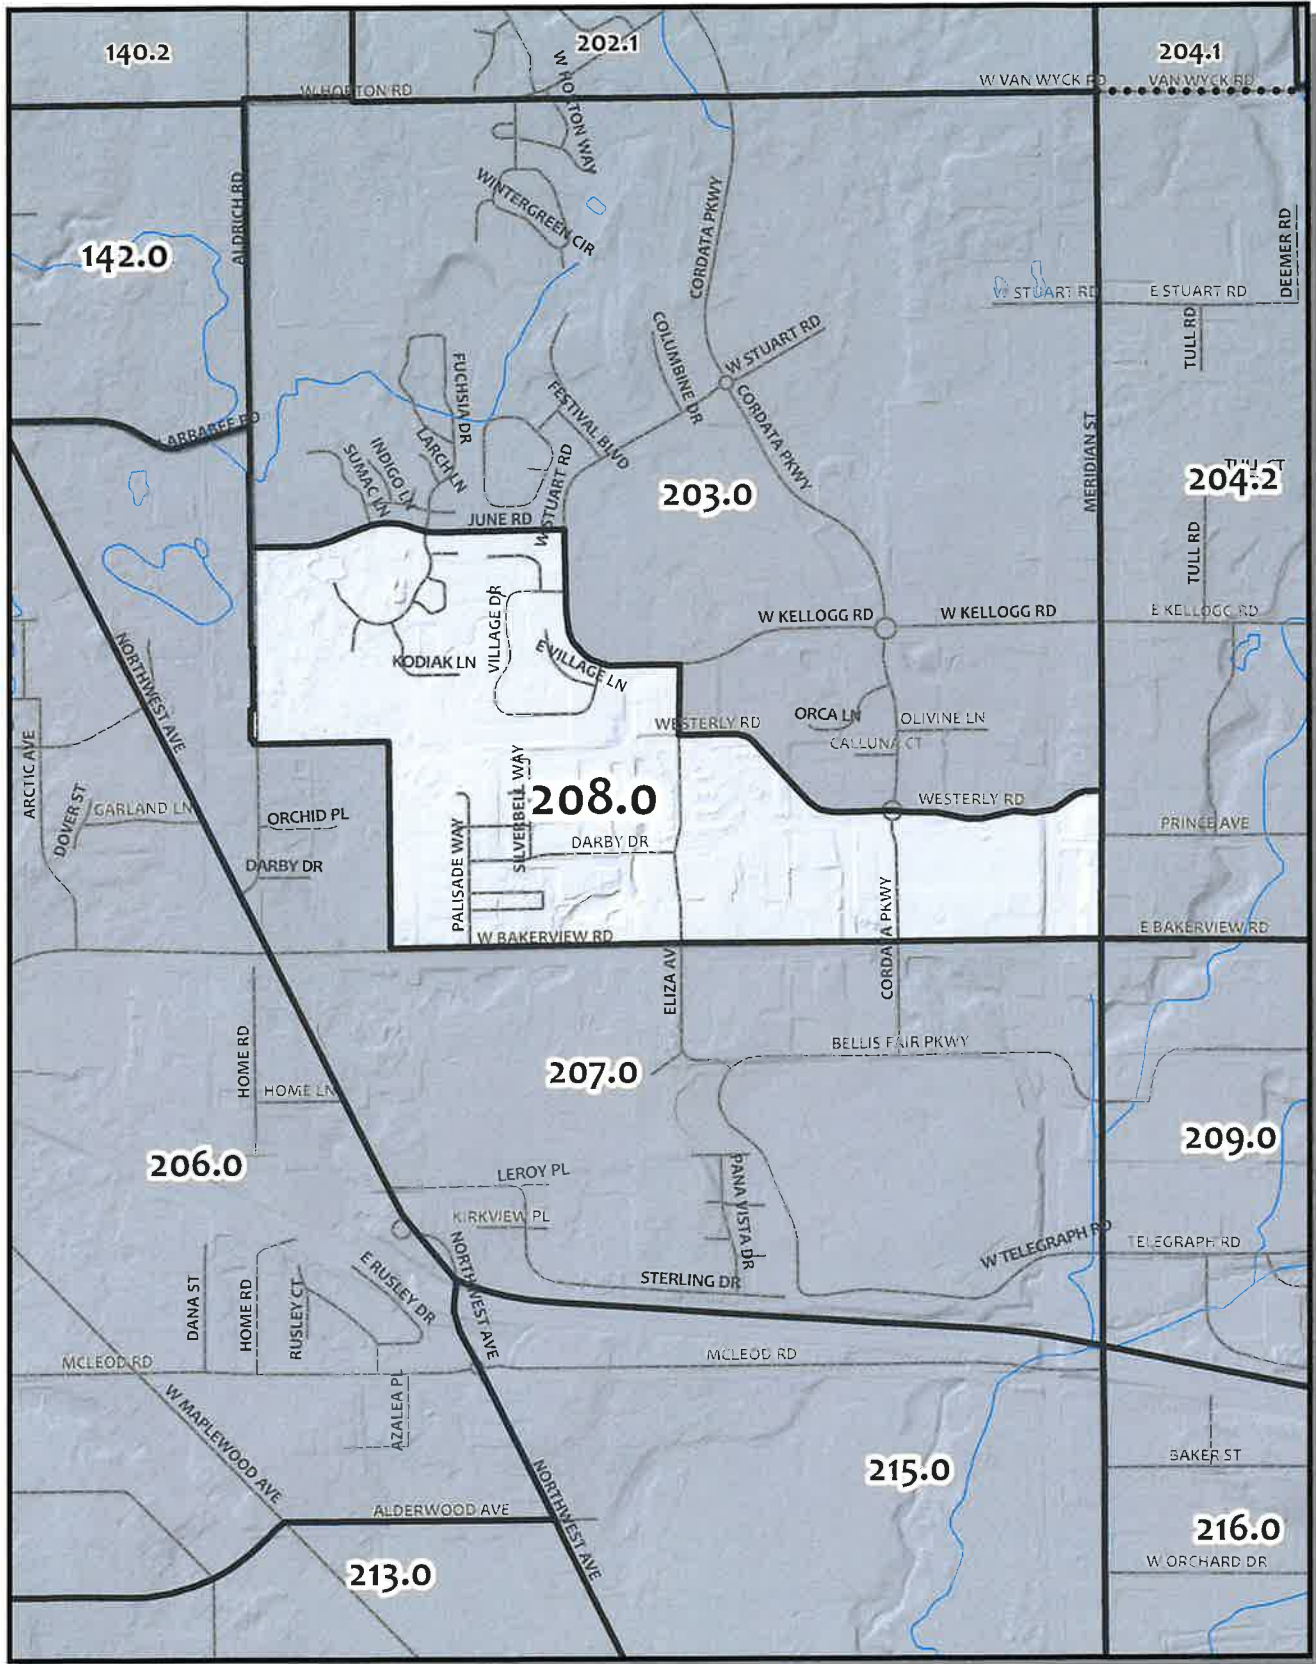 140.2
202.1
204.1
W HORTON RD
W HORTON WAY
W VAN WYCK RD
VAN WYCK RD
ALDRICH RD
WINTERGREEN CIR
CORDATA PKWY
142.0
DEEMER RD
W STUART RD
E STUART RD
TULL RD
COLUMBINE DR
W STUART RD
FUCHSIA DR
FESTIVAL BLVD
CORDATA PKWY
MERIDIAN ST
LARRABEE RD
INDIGO LN
LARCH LN
SUMAC LN
W STUART RD
203.0
TULL CT
204.2
JUNE RD
TULL RD
VILLAGE DR
W KELLOGG RD
W KELLOGG RD
E KELLOGG RD
NORTHWEST AVE
KODIAK LN
E VILLAGE LN
ARCTIC AVE
WESTERLY RD
ORCA LN
OLIVINE LN
CALLUNA CT
DOVER ST
GARLAND LN
ORCHID PL
SILVERBELL WAY
208.0
WESTERLY RD
PRINCE AVE
DARBY DR
PALISADE WAY
DARBY DR
CORDATA PKWY
W BAKERVIEW RD
E BAKERVIEW RD
ELIZA AV
HOME RD
BELLIS FAIR PKWY
207.0
HOME LN
206.0
209.0
LEROY PL
PANA VISTA DR
KIRKVIEW PL
W TELEGRAPH RD
TELEGRAPH RD
NORTHWEST AVE
E RUSLEY DR
STERLING DR
DANA ST
HOME RD
RUSLEY CT
MCLEOD RD
MCLEOD RD
AZALEA PL
W MAPLEWOOD AVE
215.0
BAKER ST
NORTHWEST AVE
ALDERWOOD AVE
216.0
213.0
W ORCHARD DR